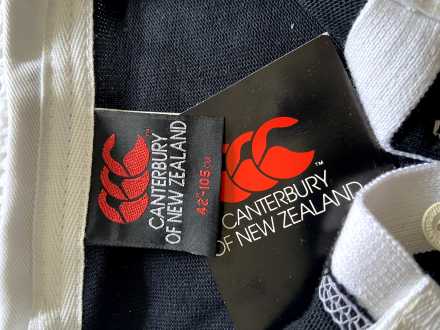 CANTERBURY
OF NEW ZEALAND
42"-105CM
CANTERBURY
OF NEW ZEALAND